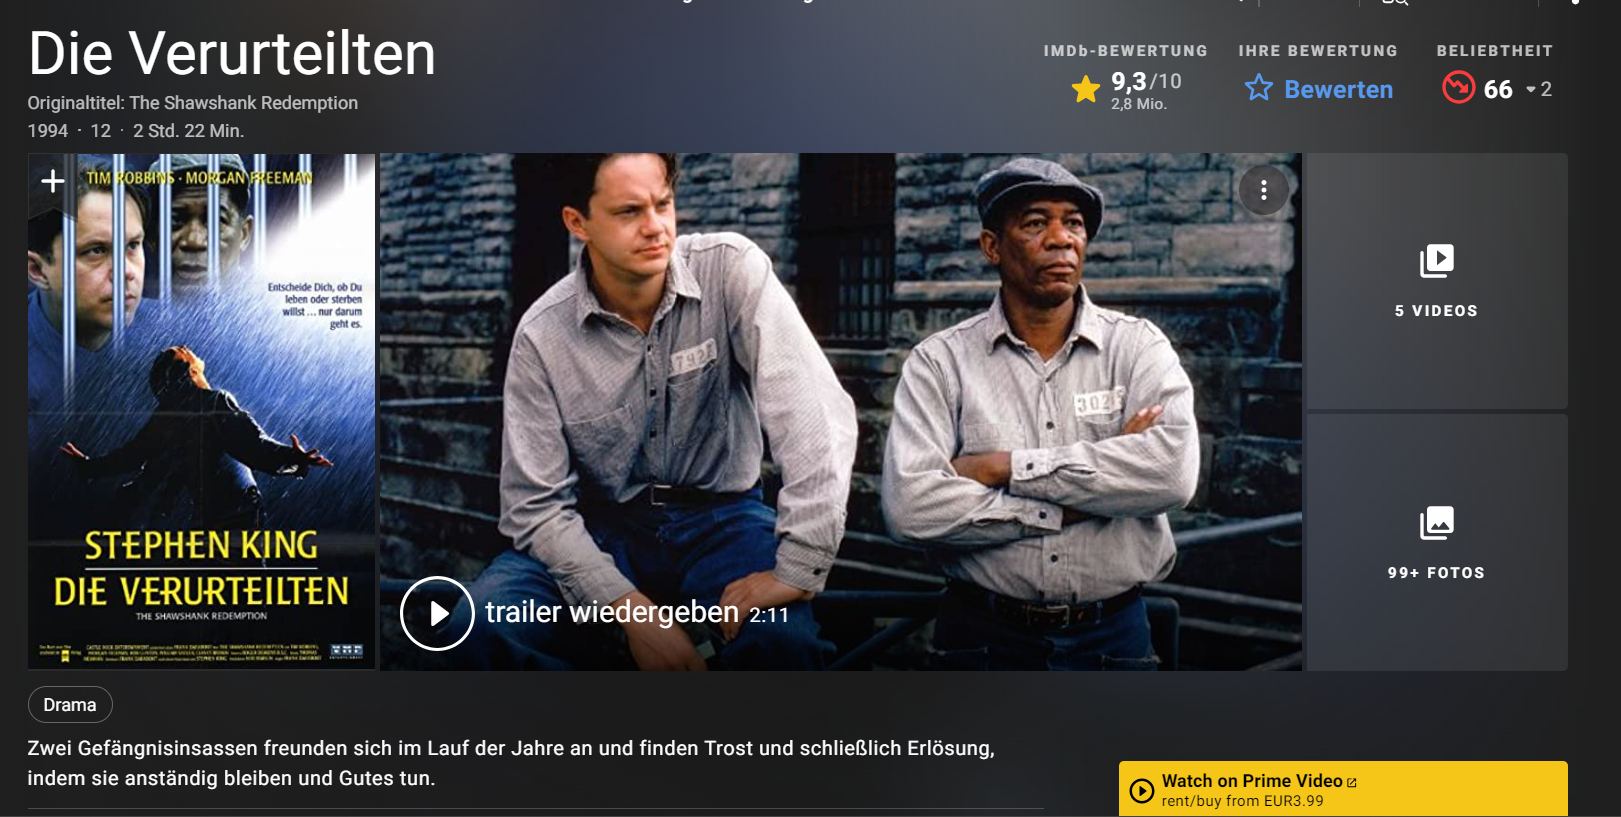 Die Verurteilten
Originaltitel: The Shawshank Redemption
1994 · 12 · 2 Std. 22 Min.
IMDb-BEWERTUNG
9,3/10
2,8 Mio.
IHRE BEWERTUNG
Bewerten
BELIEBTHEIT
66
2
TIM ROBBINS · MORGAN FREEMAN
Entscheide Dich, ob Du
leben oder sterben
willst ... nur darum
geht es.
STEPHEN KING
DIE VERURTEILTEN
THE SHAWSHANK REDEMPTION
trailer wiedergeben 2:11
5 VIDEOS
99+ FOTOS
Drama
Zwei Gefängnisinsassen freunden sich im Lauf der Jahre an und finden Trost und schließlich Erlösung,
indem sie anständig bleiben und Gutes tun.
Watch on Prime Video
rent/buy from EUR3.99